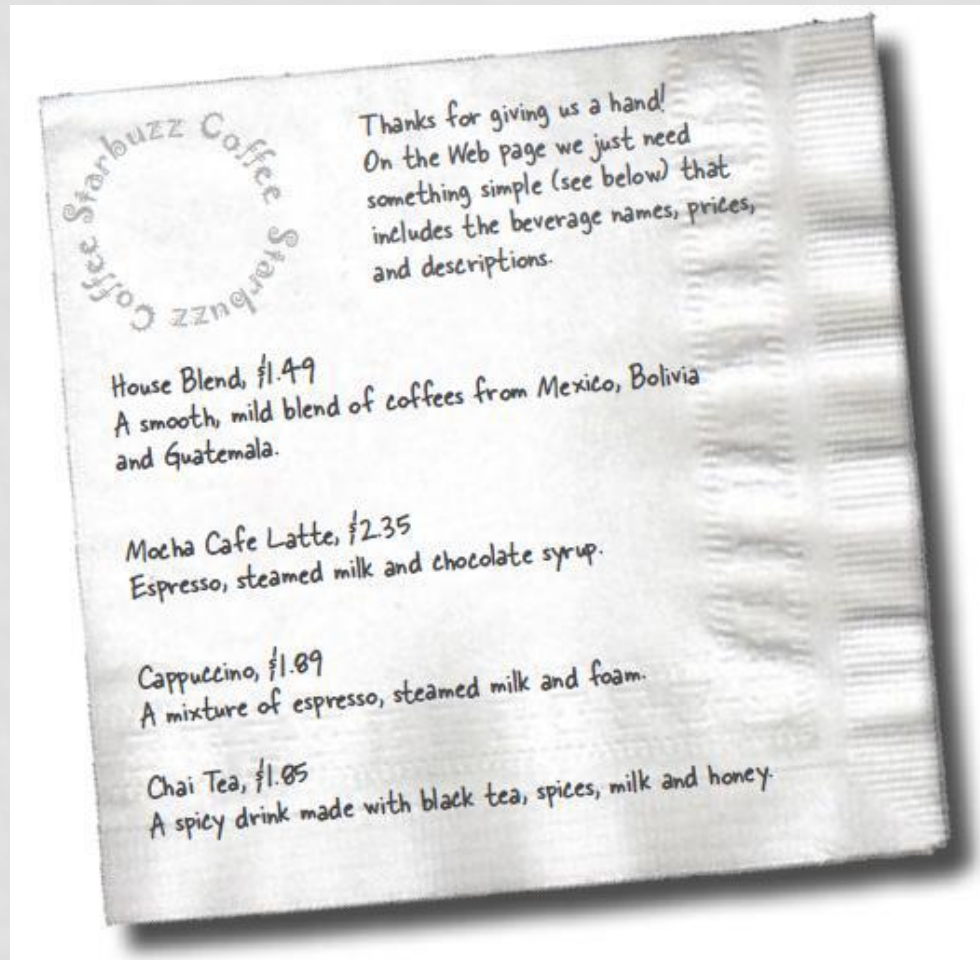 Starbuzz Coffee Starbuzz Coffee
Thanks for giving us a hand!
On the Web page we just need
something simple (see below) that
includes the beverage names, prices,
and descriptions.
House Blend, $1.49
A smooth, mild blend of coffees from Mexico, Bolivia
and Guatemala.
Mocha Cafe Latte, $2.35
Espresso, steamed milk and chocolate syrup.
Cappuccino, $1.89
A mixture of espresso, steamed milk and foam.
Chai Tea, $1.85
A spicy drink made with black tea, spices, milk and honey.